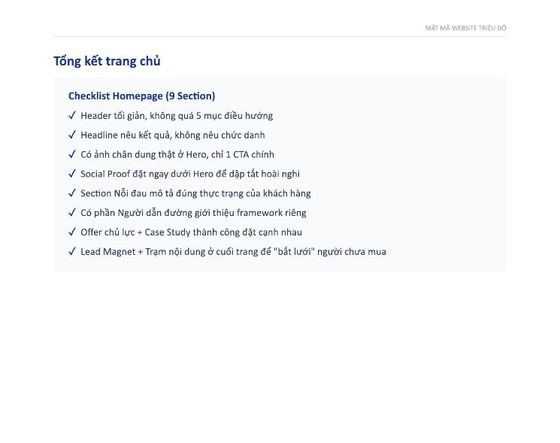 MẬT MÃ WEBSITE TRIỆU ĐÔ
Tổng kết trang chủ
Checklist Homepage (9 Section)
✓ Header tối giản, không quá 5 mục điều hướng
✓ Headline nêu kết quả, không nêu chức danh
✓ Có ảnh chân dung thật ở Hero, chỉ 1 CTA chính
✓ Social Proof đặt ngay dưới Hero để dập tắt hoài nghi
✓ Section Nỗi đau mô tả đúng thực trạng của khách hàng
✓ Có phần Người dẫn đường giới thiệu framework riêng
✓ Offer chủ lực + Case Study thành công đặt cạnh nhau
✓ Lead Magnet + Trạm nội dung ở cuối trang để "bắt lưới" người chưa mua